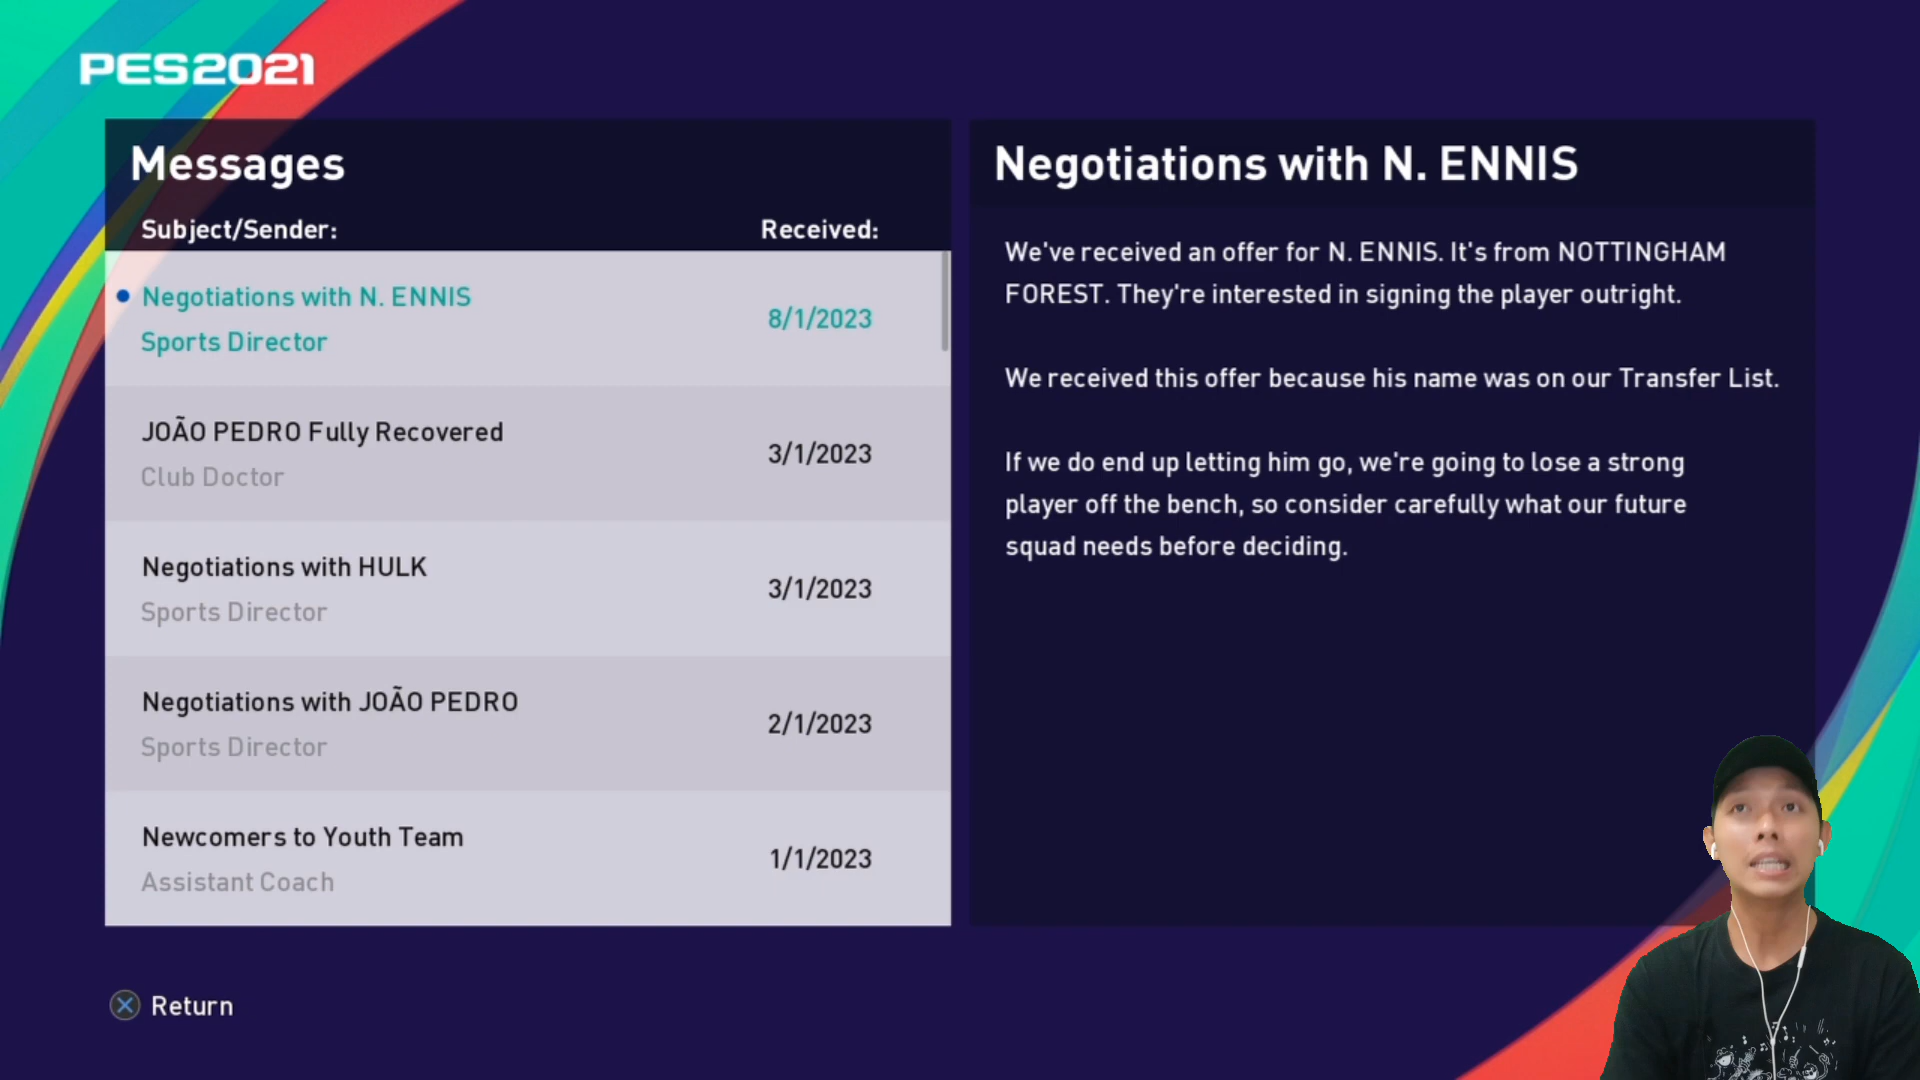 PES2021
Messages
Subject/Sender:
Received:
Negotiations with N. ENNIS
Sports Director
8/1/2023
JOÃO PEDRO Fully Recovered
Club Doctor
3/1/2023
Negotiations with HULK
Sports Director
3/1/2023
Negotiations with JOÃO PEDRO
Sports Director
2/1/2023
Newcomers to Youth Team
Assistant Coach
1/1/2023
Negotiations with N. ENNIS
We've received an offer for N. ENNIS. It's from NOTTINGHAM
FOREST. They're interested in signing the player outright.
We received this offer because his name was on our Transfer List.
If we do end up letting him go, we're going to lose a strong
player off the bench, so consider carefully what our future
squad needs before deciding.
Return